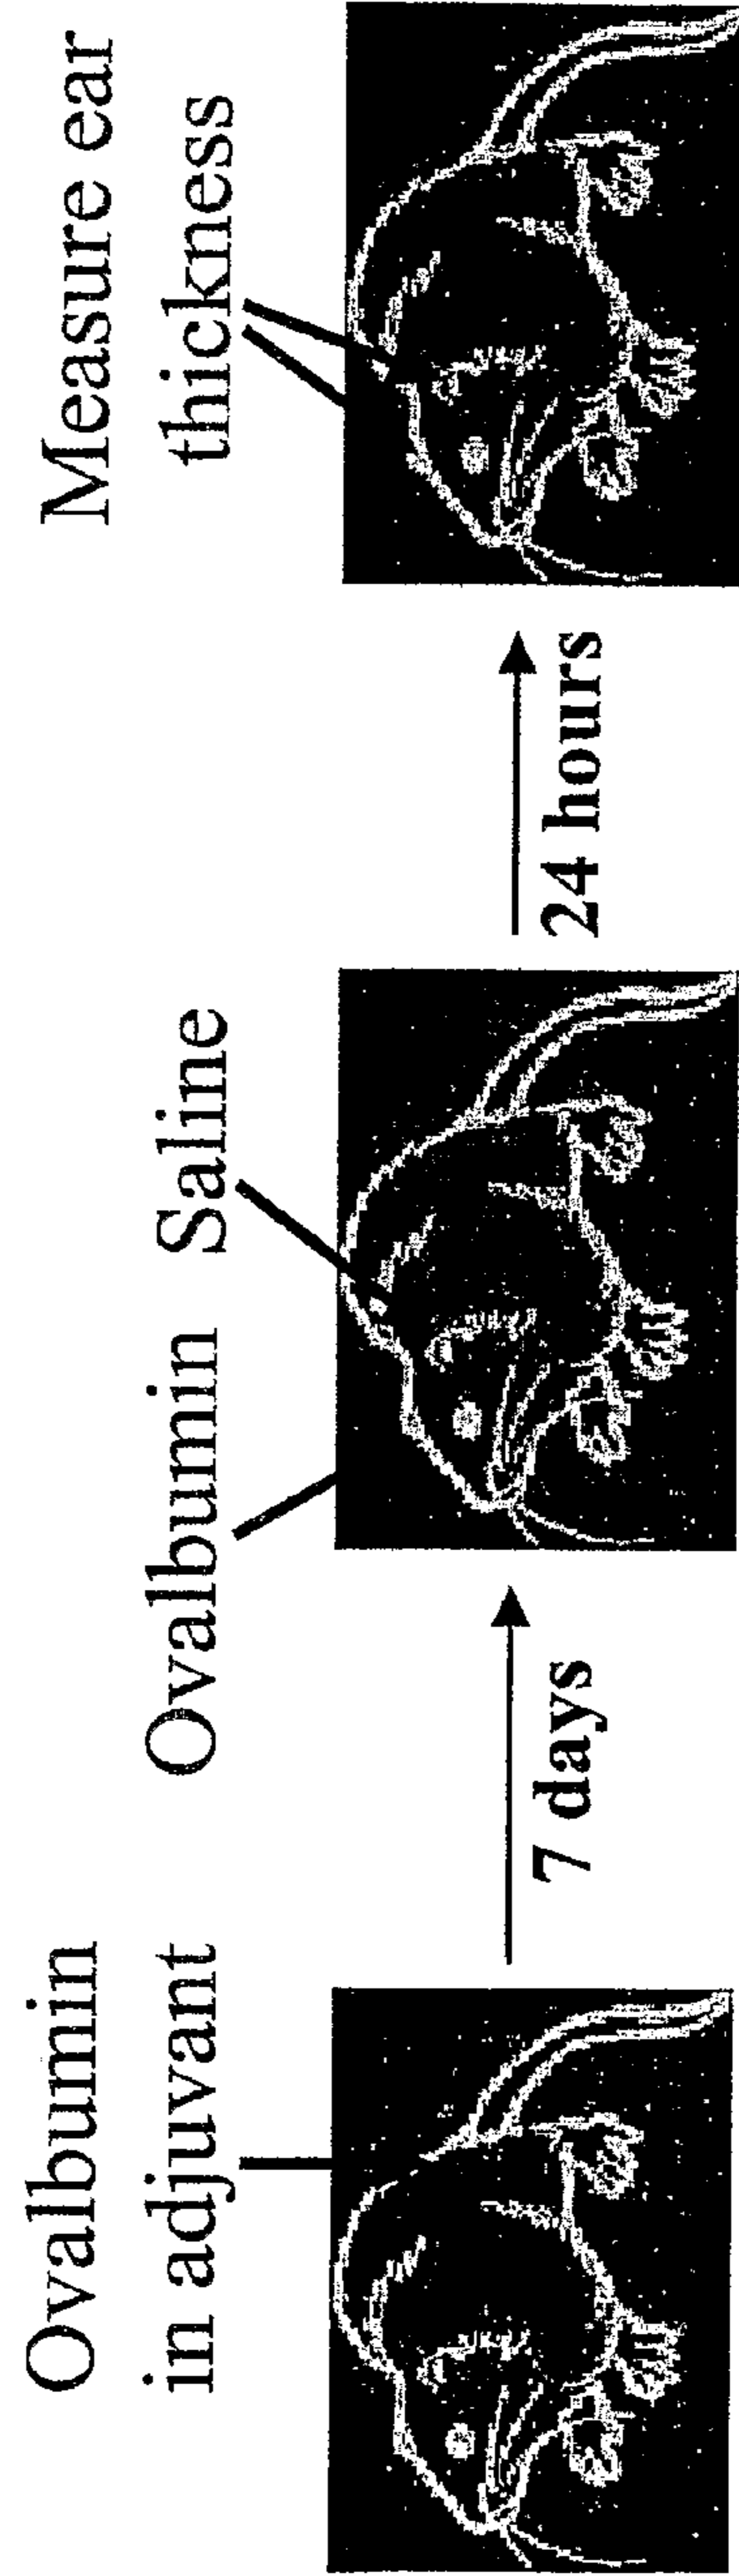 Ovalbumin
in adjuvant
7 days
Ovalbumin
Saline
24 hours
Measure ear
thickness